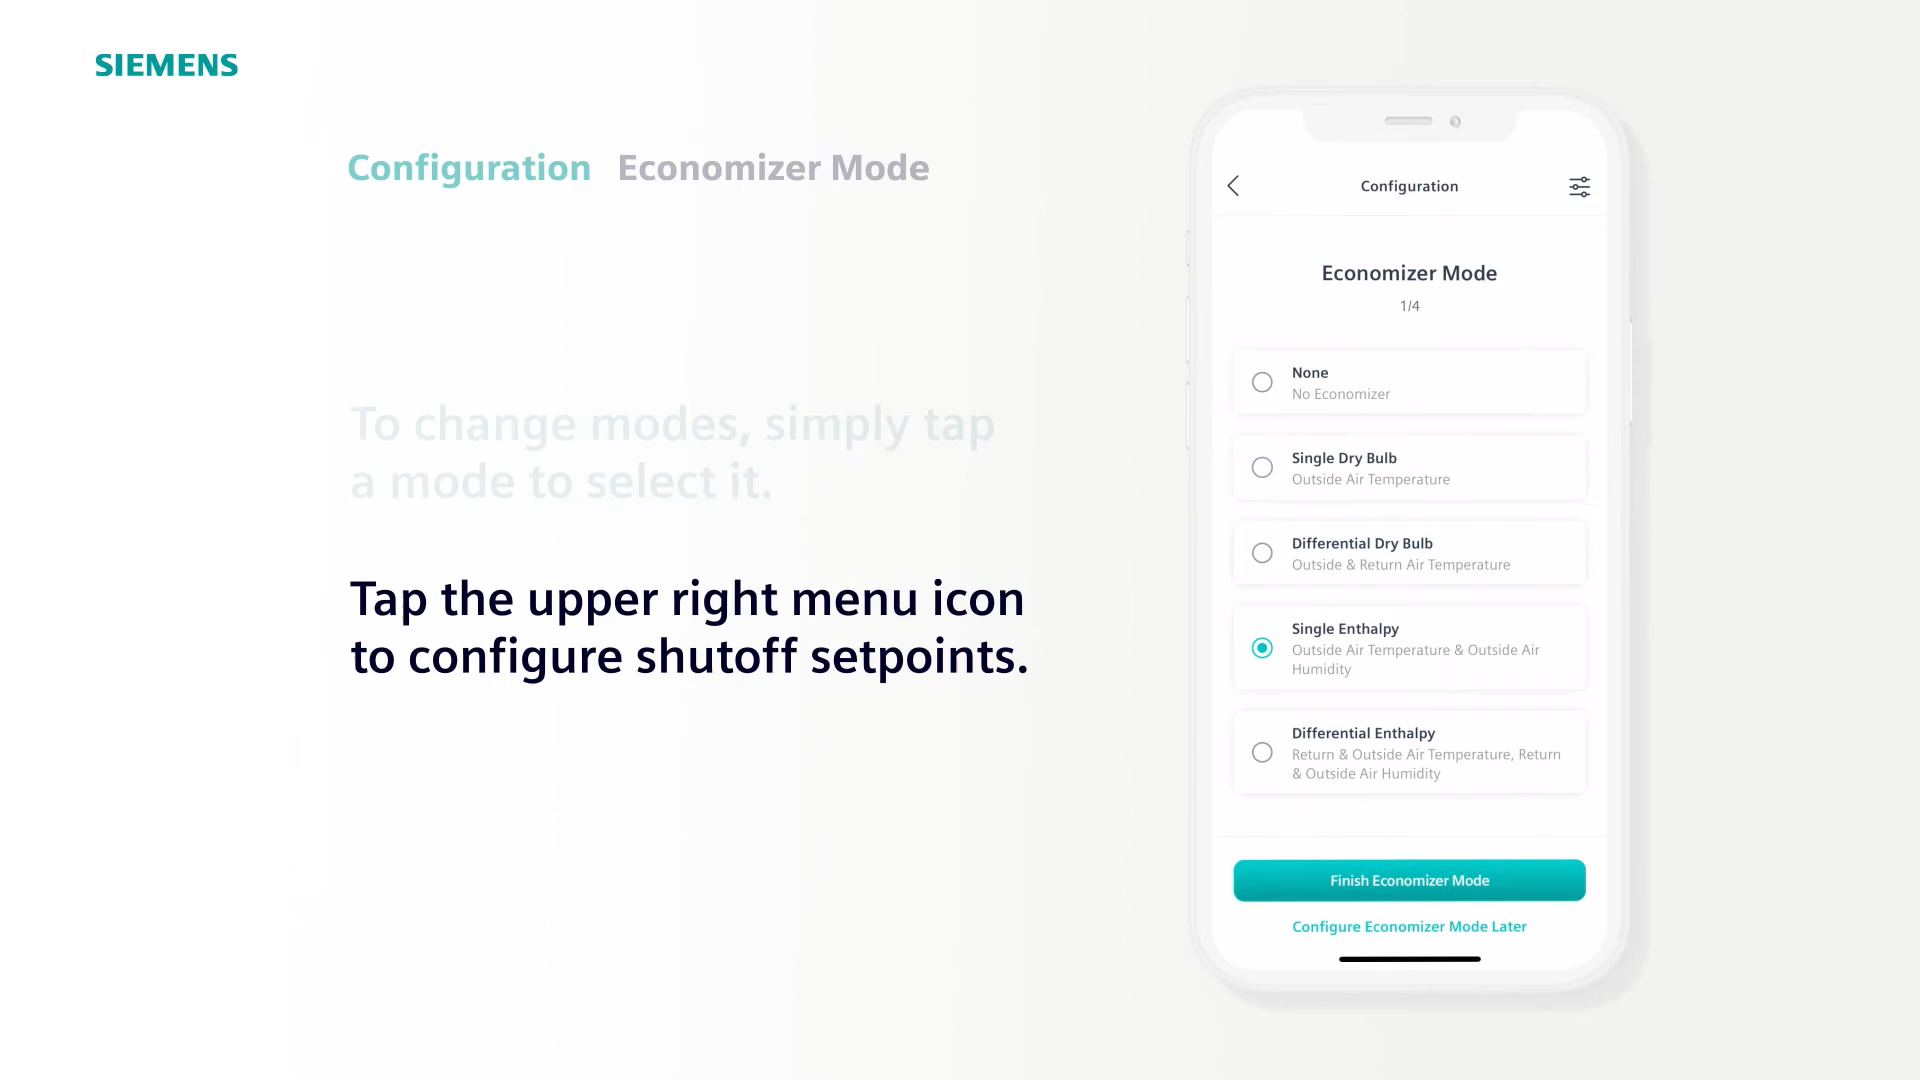 SIEMENS
Configuration Economizer Mode
To change modes, simply tap
a mode to select it.
Tap the upper right menu icon
to configure shutoff setpoints.
Configuration
Economizer Mode
1/4
None
No Economizer
Single Dry Bulb
Outside Air Temperature
Differential Dry Bulb
Outside & Return Air Temperature
Single Enthalpy
Outside Air Temperature & Outside Air
Humidity
Differential Enthalpy
Return & Outside Air Temperature, Return
& Outside Air Humidity
Finish Economizer Mode
Configure Economizer Mode Later